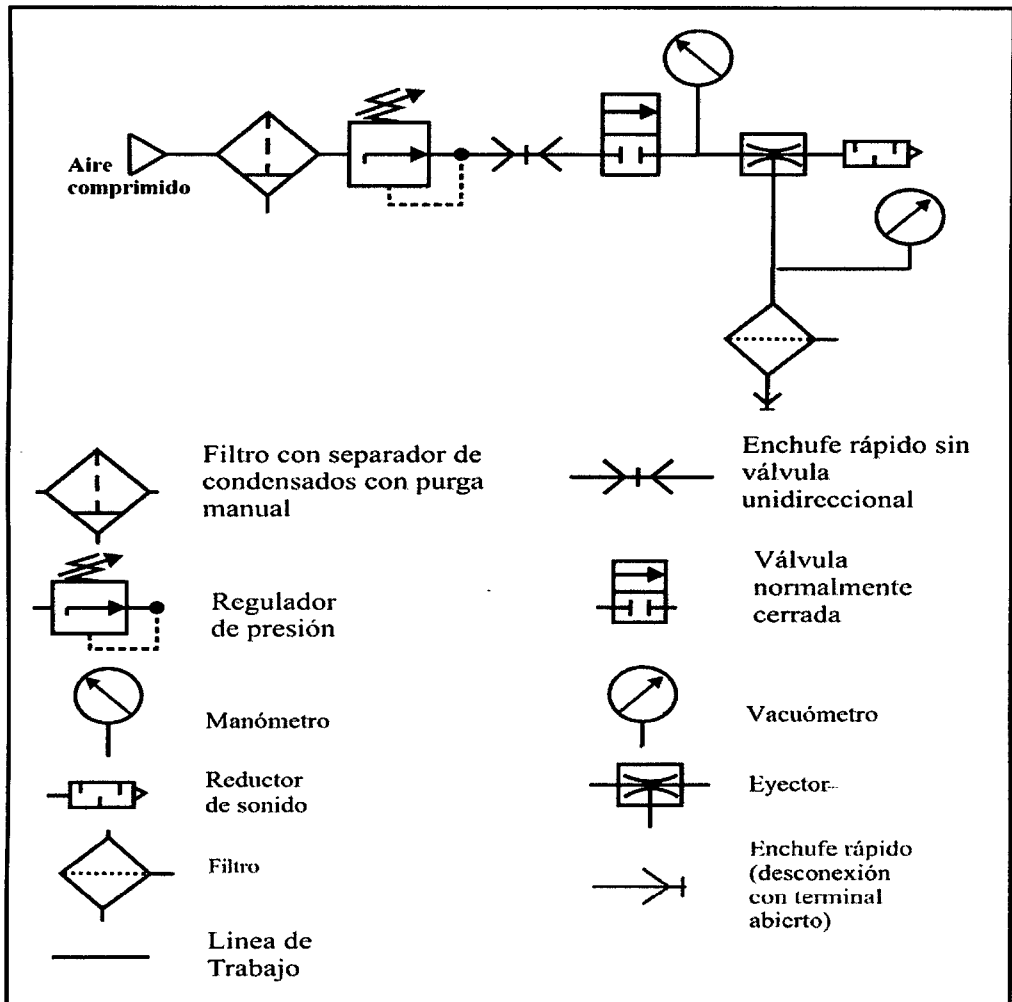 Aire
comprimido
Filtro con separador de
condensados con purga
manual
Enchufe rápido sin
válvula
unidireccional
Regulador
de presión
Válvula
normalmente
cerrada
Manómetro
Vacuómetro
Reductor
de sonido
Eyector
Filtro
Enchufe rápido
(desconexión
con terminal
abierto)
Linea de
Trabajo